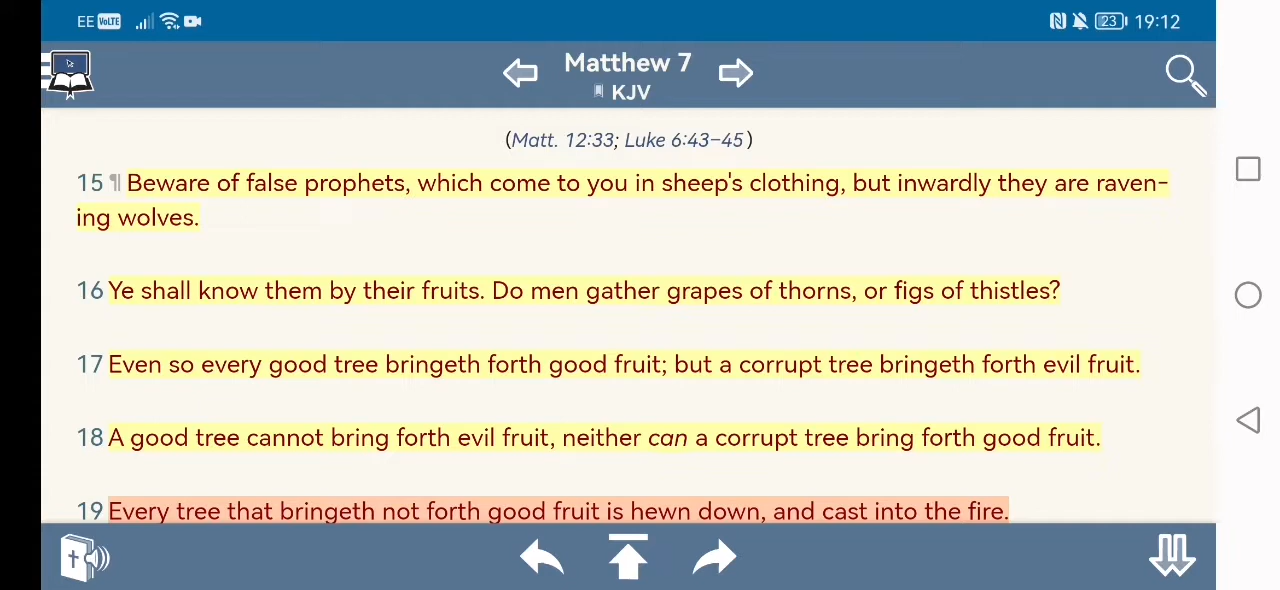 EE VoLTE 23 19:12
Matthew 7
KJV
(Matt. 12:33; Luke 6:43–45)
15 ¶ Beware of false prophets, which come to you in sheep's clothing, but inwardly they are raven-
ing wolves.
16 Ye shall know them by their fruits. Do men gather grapes of thorns, or figs of thistles?
17 Even so every good tree bringeth forth good fruit; but a corrupt tree bringeth forth evil fruit.
18 A good tree cannot bring forth evil fruit, neither can a corrupt tree bring forth good fruit.
19 Every tree that bringeth not forth good fruit is hewn down, and cast into the fire.